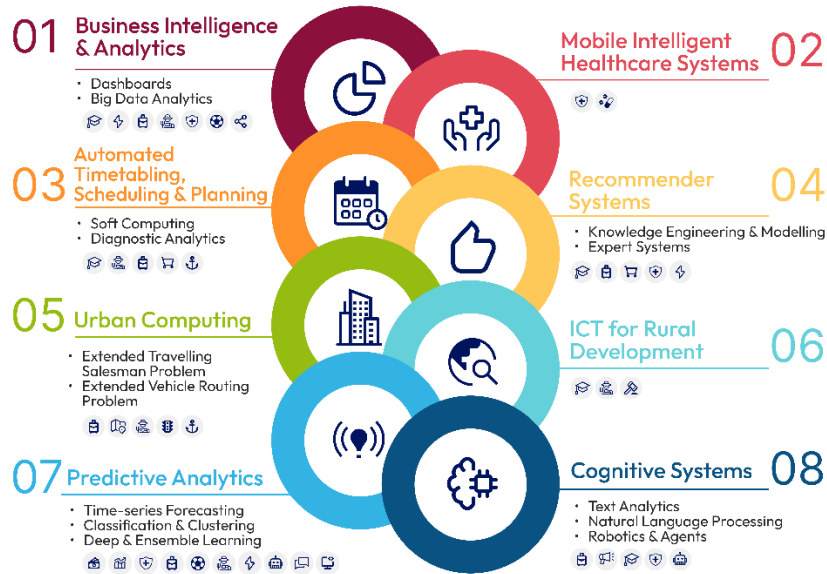 01
Business Intelligence
& Analytics
• Dashboards
• Big Data Analytics
Mobile Intelligent
Healthcare Systems
02
03
Automated
Timetabling,
Scheduling & Planning
• Soft Computing
• Diagnostic Analytics
Recommender
Systems
04
• Knowledge Engineering & Modelling
• Expert Systems
05
Urban Computing
• Extended Travelling
Salesman Problem
• Extended Vehicle Routing
Problem
ICT for Rural
Development
06
07
Predictive Analytics
• Time-series Forecasting
• Classification & Clustering
• Deep & Ensemble Learning
Cognitive Systems
08
• Text Analytics
• Natural Language Processing
• Robotics & Agents